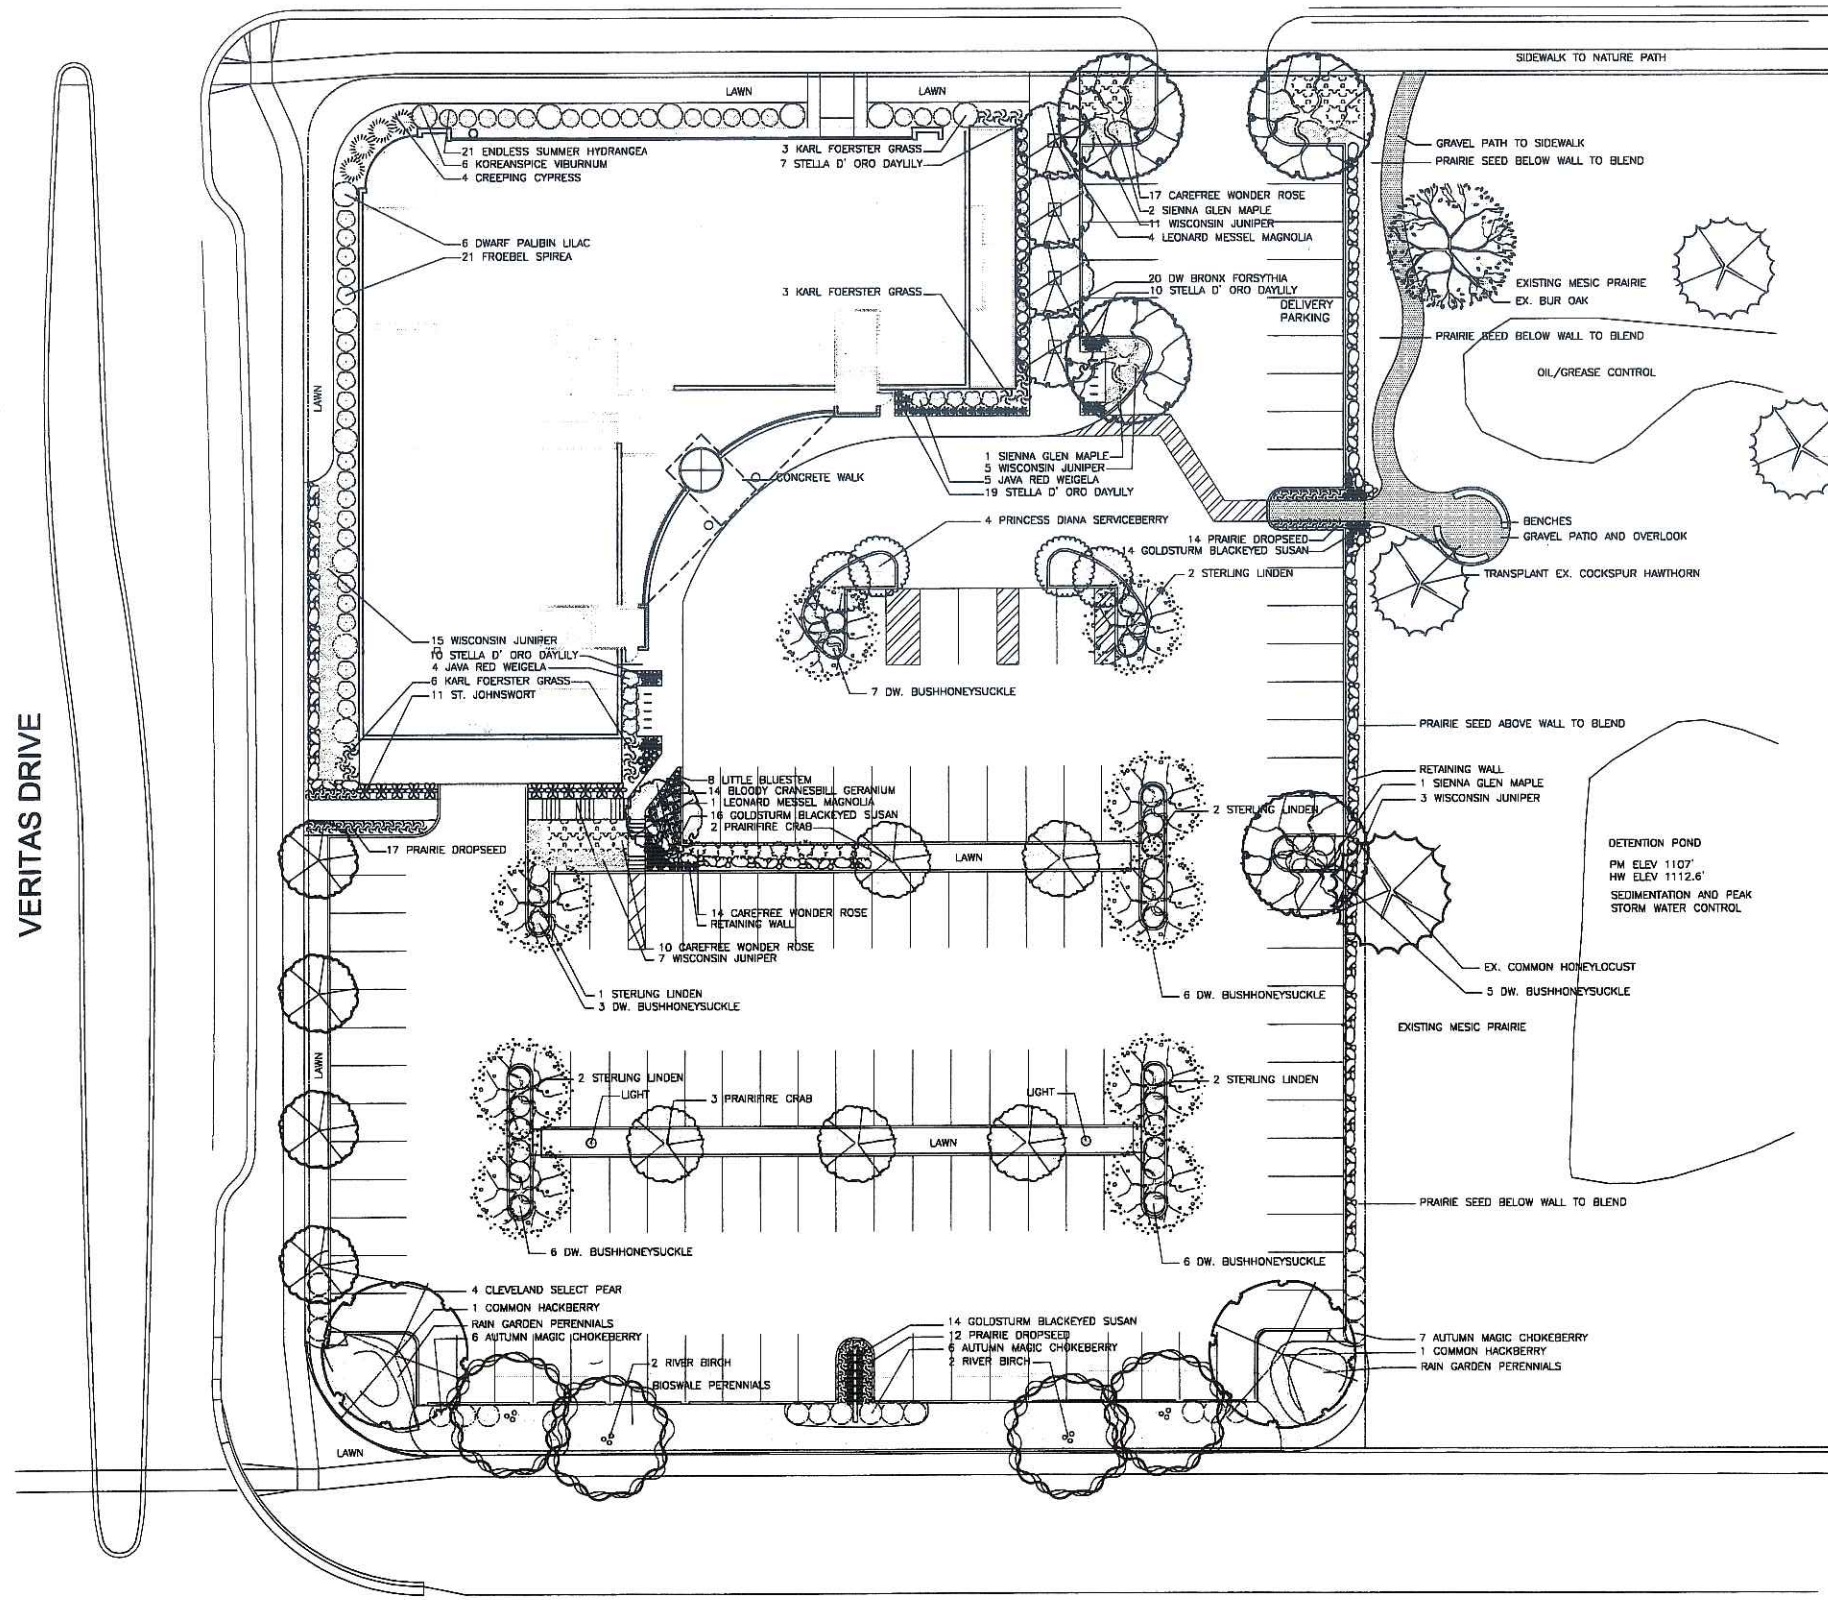 SIDEWALK TO NATURE PATH
LAWN
LAWN
21 ENDLESS SUMMER HYDRANGEA
6 KOREANSPICE VIBURNUM
4 CREEPING CYPRESS
3 KARL FOERSTER GRASS
7 STELLA D' ORO DAYLILY
GRAVEL PATH TO SIDEWALK
PRAIRIE SEED BELOW WALL TO BLEND
17 CAREFREE WONDER ROSE
2 SIENNA GLEN MAPLE
11 WISCONSIN JUNIPER
4 LEONARD MESSEL MAGNOLIA
6 DWARF PALIBIN LILAC
21 FROEBEL SPIREA
20 DW BRONX FORSYTHIA
10 STELLA D' ORO DAYLILY
3 KARL FOERSTER GRASS
DELIVERY
PARKING
EXISTING MESIC PRAIRIE
EX. BUR OAK
PRAIRIE SEED BELOW WALL TO BLEND
OIL/GREASE CONTROL
LAWN
1 SIENNA GLEN MAPLE
5 WISCONSIN JUNIPER
5 JAVA RED WEIGELA
19 STELLA D' ORO DAYLILY
CONCRETE WALK
4 PRINCESS DIANA SERVICEBERRY
14 PRAIRIE DROPSEED
14 GOLDSTURM BLACKEYED SUSAN
BENCHES
GRAVEL PATIO AND OVERLOOK
2 STERLING LINDEN
TRANSPLANT EX. COCKSPUR HAWTHORN
15 WISCONSIN JUNIPER
10 STELLA D' ORO DAYLILY
4 JAVA RED WEIGELA
6 KARL FOERSTER GRASS
11 ST. JOHNSWORT
7 DW. BUSHHONEYSUCKLE
PRAIRIE SEED ABOVE WALL TO BLEND
VERITAS DRIVE
8 LITTLE BLUESTEM
14 BLOODY CRANESBILL GERANIUM
1 LEONARD MESSEL MAGNOLIA
16 GOLDSTURM BLACKEYED SUSAN
2 PRAIRIFIRE CRAB
2 STERLING LINDEN
RETAINING WALL
1 SIENNA GLEN MAPLE
3 WISCONSIN JUNIPER
17 PRAIRIE DROPSEED
LAWN
DETENTION POND
PM ELEV 1107'
HW ELEV 1112.6'
SEDIMENTATION AND PEAK
STORM WATER CONTROL
14 CAREFREE WONDER ROSE
RETAINING WALL
10 CAREFREE WONDER ROSE
7 WISCONSIN JUNIPER
EX. COMMON HONEYLOCUST
5 DW. BUSHHONEYSUCKLE
1 STERLING LINDEN
3 DW. BUSHHONEYSUCKLE
6 DW. BUSHHONEYSUCKLE
EXISTING MESIC PRAIRIE
LAWN
2 STERLING LINDEN
LIGHT
3 PRAIRIFIRE CRAB
LIGHT
2 STERLING LINDEN
LAWN
PRAIRIE SEED BELOW WALL TO BLEND
6 DW. BUSHHONEYSUCKLE
6 DW. BUSHHONEYSUCKLE
4 CLEVELAND SELECT PEAR
1 COMMON HACKBERRY
RAIN GARDEN PERENNIALS
6 AUTUMN MAGIC CHOKEBERRY
2 RIVER BIRCH
BIOSWALE PERENNIALS
14 GOLDSTURM BLACKEYED SUSAN
12 PRAIRIE DROPSEED
6 AUTUMN MAGIC CHOKEBERRY
2 RIVER BIRCH
7 AUTUMN MAGIC CHOKEBERRY
1 COMMON HACKBERRY
RAIN GARDEN PERENNIALS
LAWN